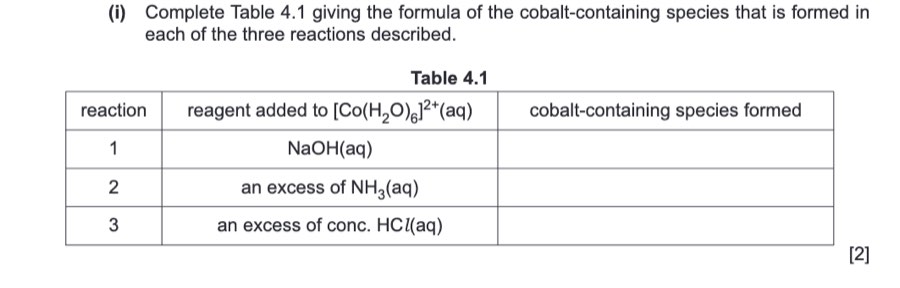 (i) Complete Table 4.1 giving the formula of the cobalt-containing species that is formed in
each of the three reactions described.
Table 4.1
reaction reagent added to [Co(H₂O)₆]²⁺(aq) cobalt-containing species formed
1 NaOH(aq)
2 an excess of NH₃(aq)
3 an excess of conc. HCl(aq)
[2]